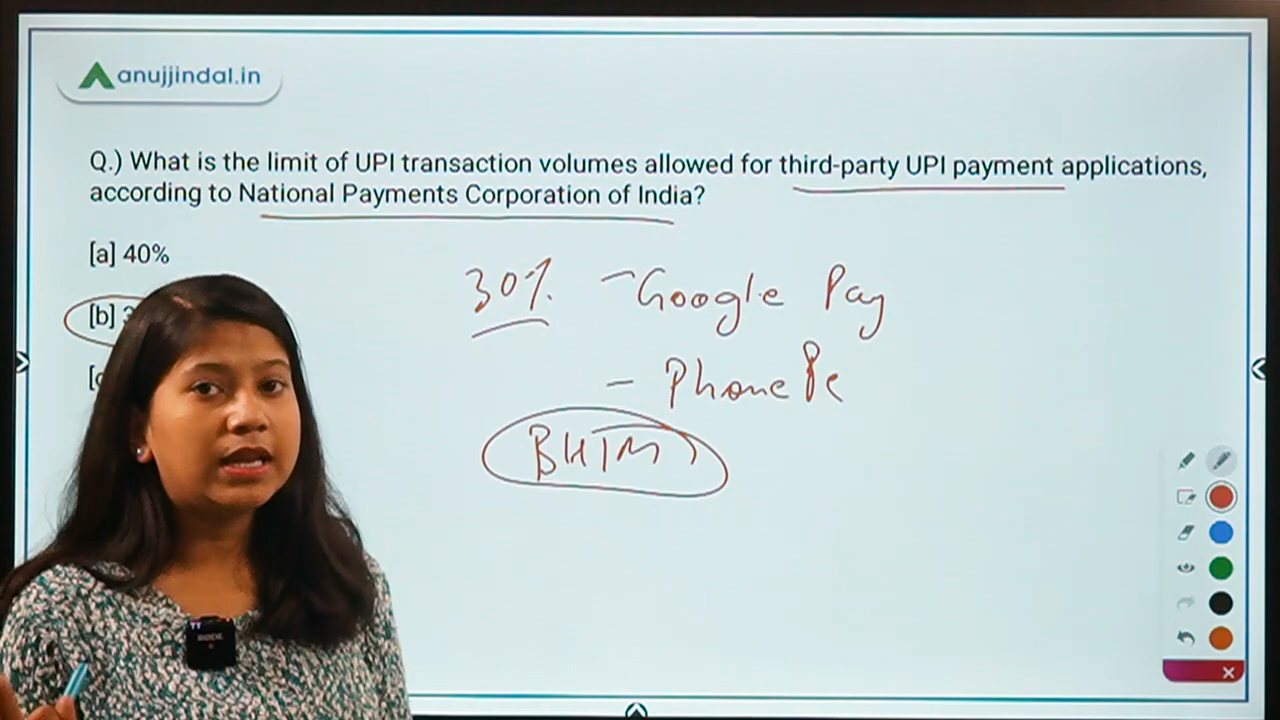 anujjindal.in
Q.) What is the limit of UPI transaction volumes allowed for third-party UPI payment applications,
according to National Payments Corporation of India?
[a] 40%
[b] 3
30% – Google Pay
– PhonePe
BHIM